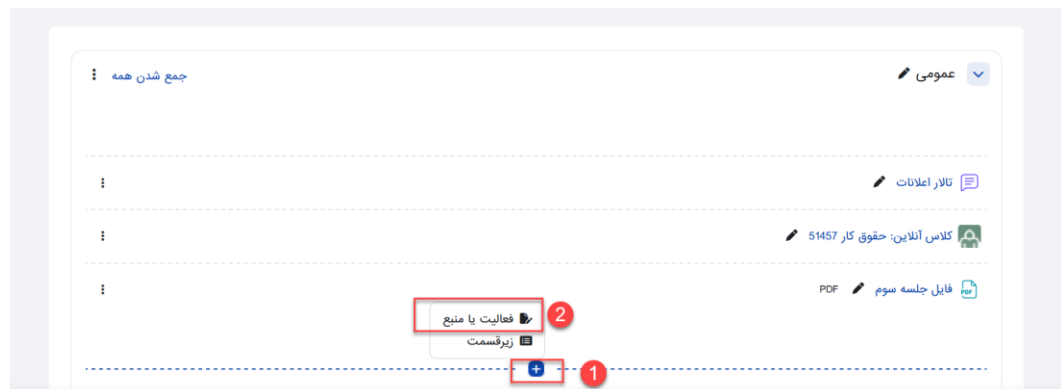 عمومی
جمع شدن همه
تالار اعلانات
کلاس آنلاین: حقوق کار 51457
فایل جلسه سوم PDF
فعالیت یا منبع
2
زیرقسمت
1